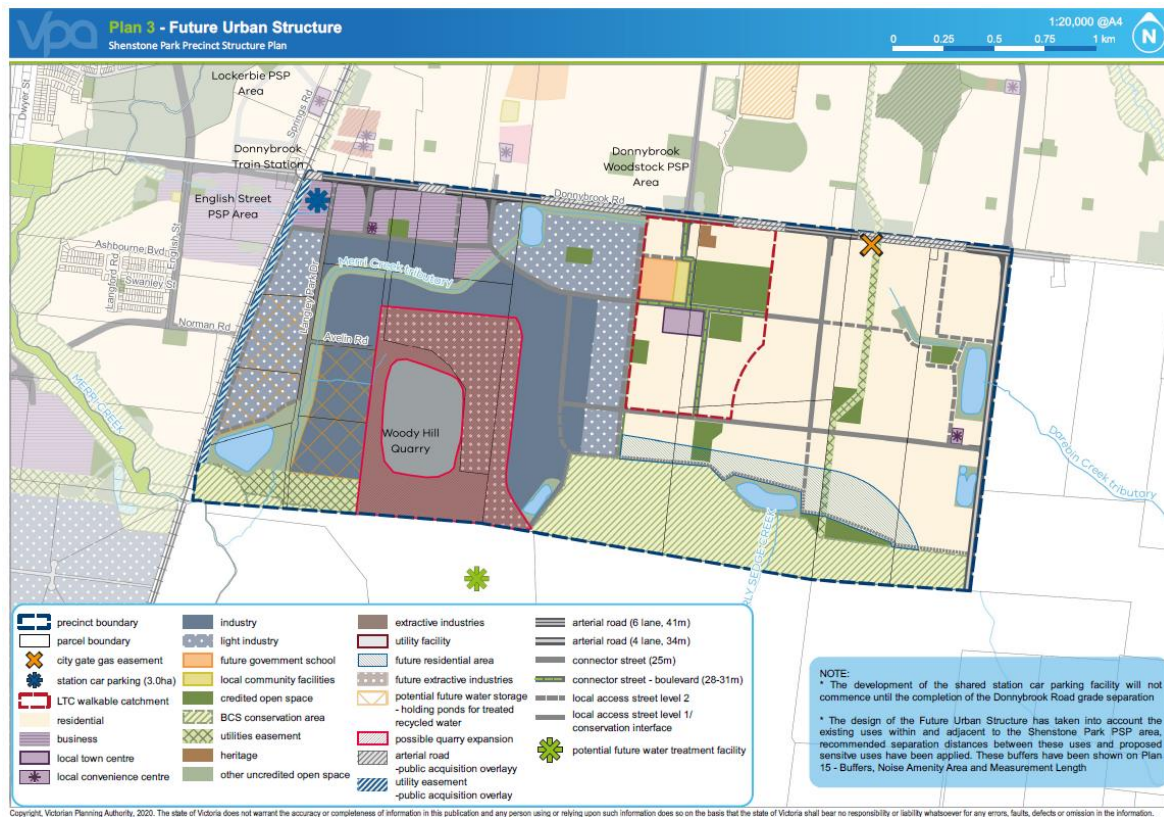 vpa
Plan 3 - Future Urban Structure
Shenstone Park Precinct Structure Plan
1:20,000 @A4
0 0.25 0.5 0.75 1 km
N
Lockerbie PSP
Area
Dwyer St
Springs Rd
Donnybrook
Train Station
Donnybrook
Woodstock PSP
Area
English Street
PSP Area
Donnybrook Rd
Ashbourne Bvd
English St
Langford Rd
Swanley St
Norman Rd
Langley Park Dr
Merri Creek tributary
Avelin Rd
MERRI CREEK
Woody Hill
Quarry
Darebin Creek tributary
RLY SEDGE CREEK
precinct boundary
parcel boundary
city gate gas easement
station car parking (3.0ha)
LTC walkable catchment
residential
business
local town centre
local convenience centre
industry
light industry
future government school
local community facilities
credited open space
BCS conservation area
utilities easement
heritage
other uncredited open space
extractive industries
utility facility
future residential area
future extractive industries
potential future water storage
- holding ponds for treated
recycled water
possible quarry expansion
arterial road
-public acquisition overlayy
utility easement
-public acquisition overlay
arterial road (6 lane, 41m)
arterial road (4 lane, 34m)
connector street (25m)
connector street - boulevard (28-31m)
local access street level 2
local access street level 1/
conservation interface
potential future water treatment facility
NOTE:
* The development of the shared station car parking facility will not
commence until the completion of the Donnybrook Road grade separation
* The design of the Future Urban Structure has taken into account the
existing uses within and adjacent to the Shenstone Park PSP area,
recommended separation distances between these uses and proposed
sensitve uses have been applied. These buffers have been shown on Plan
15 - Buffers, Noise Amenity Area and Measurement Length
Copyright, Victorian Planning Authority, 2020. The state of Victoria does not warrant the accuracy or completeness of information in this publication and any person using or relying upon such information does so on the basis that the state of Victoria shall bear no responsibility or liability whatsoever for any errors, faults, defects or omission in the information.